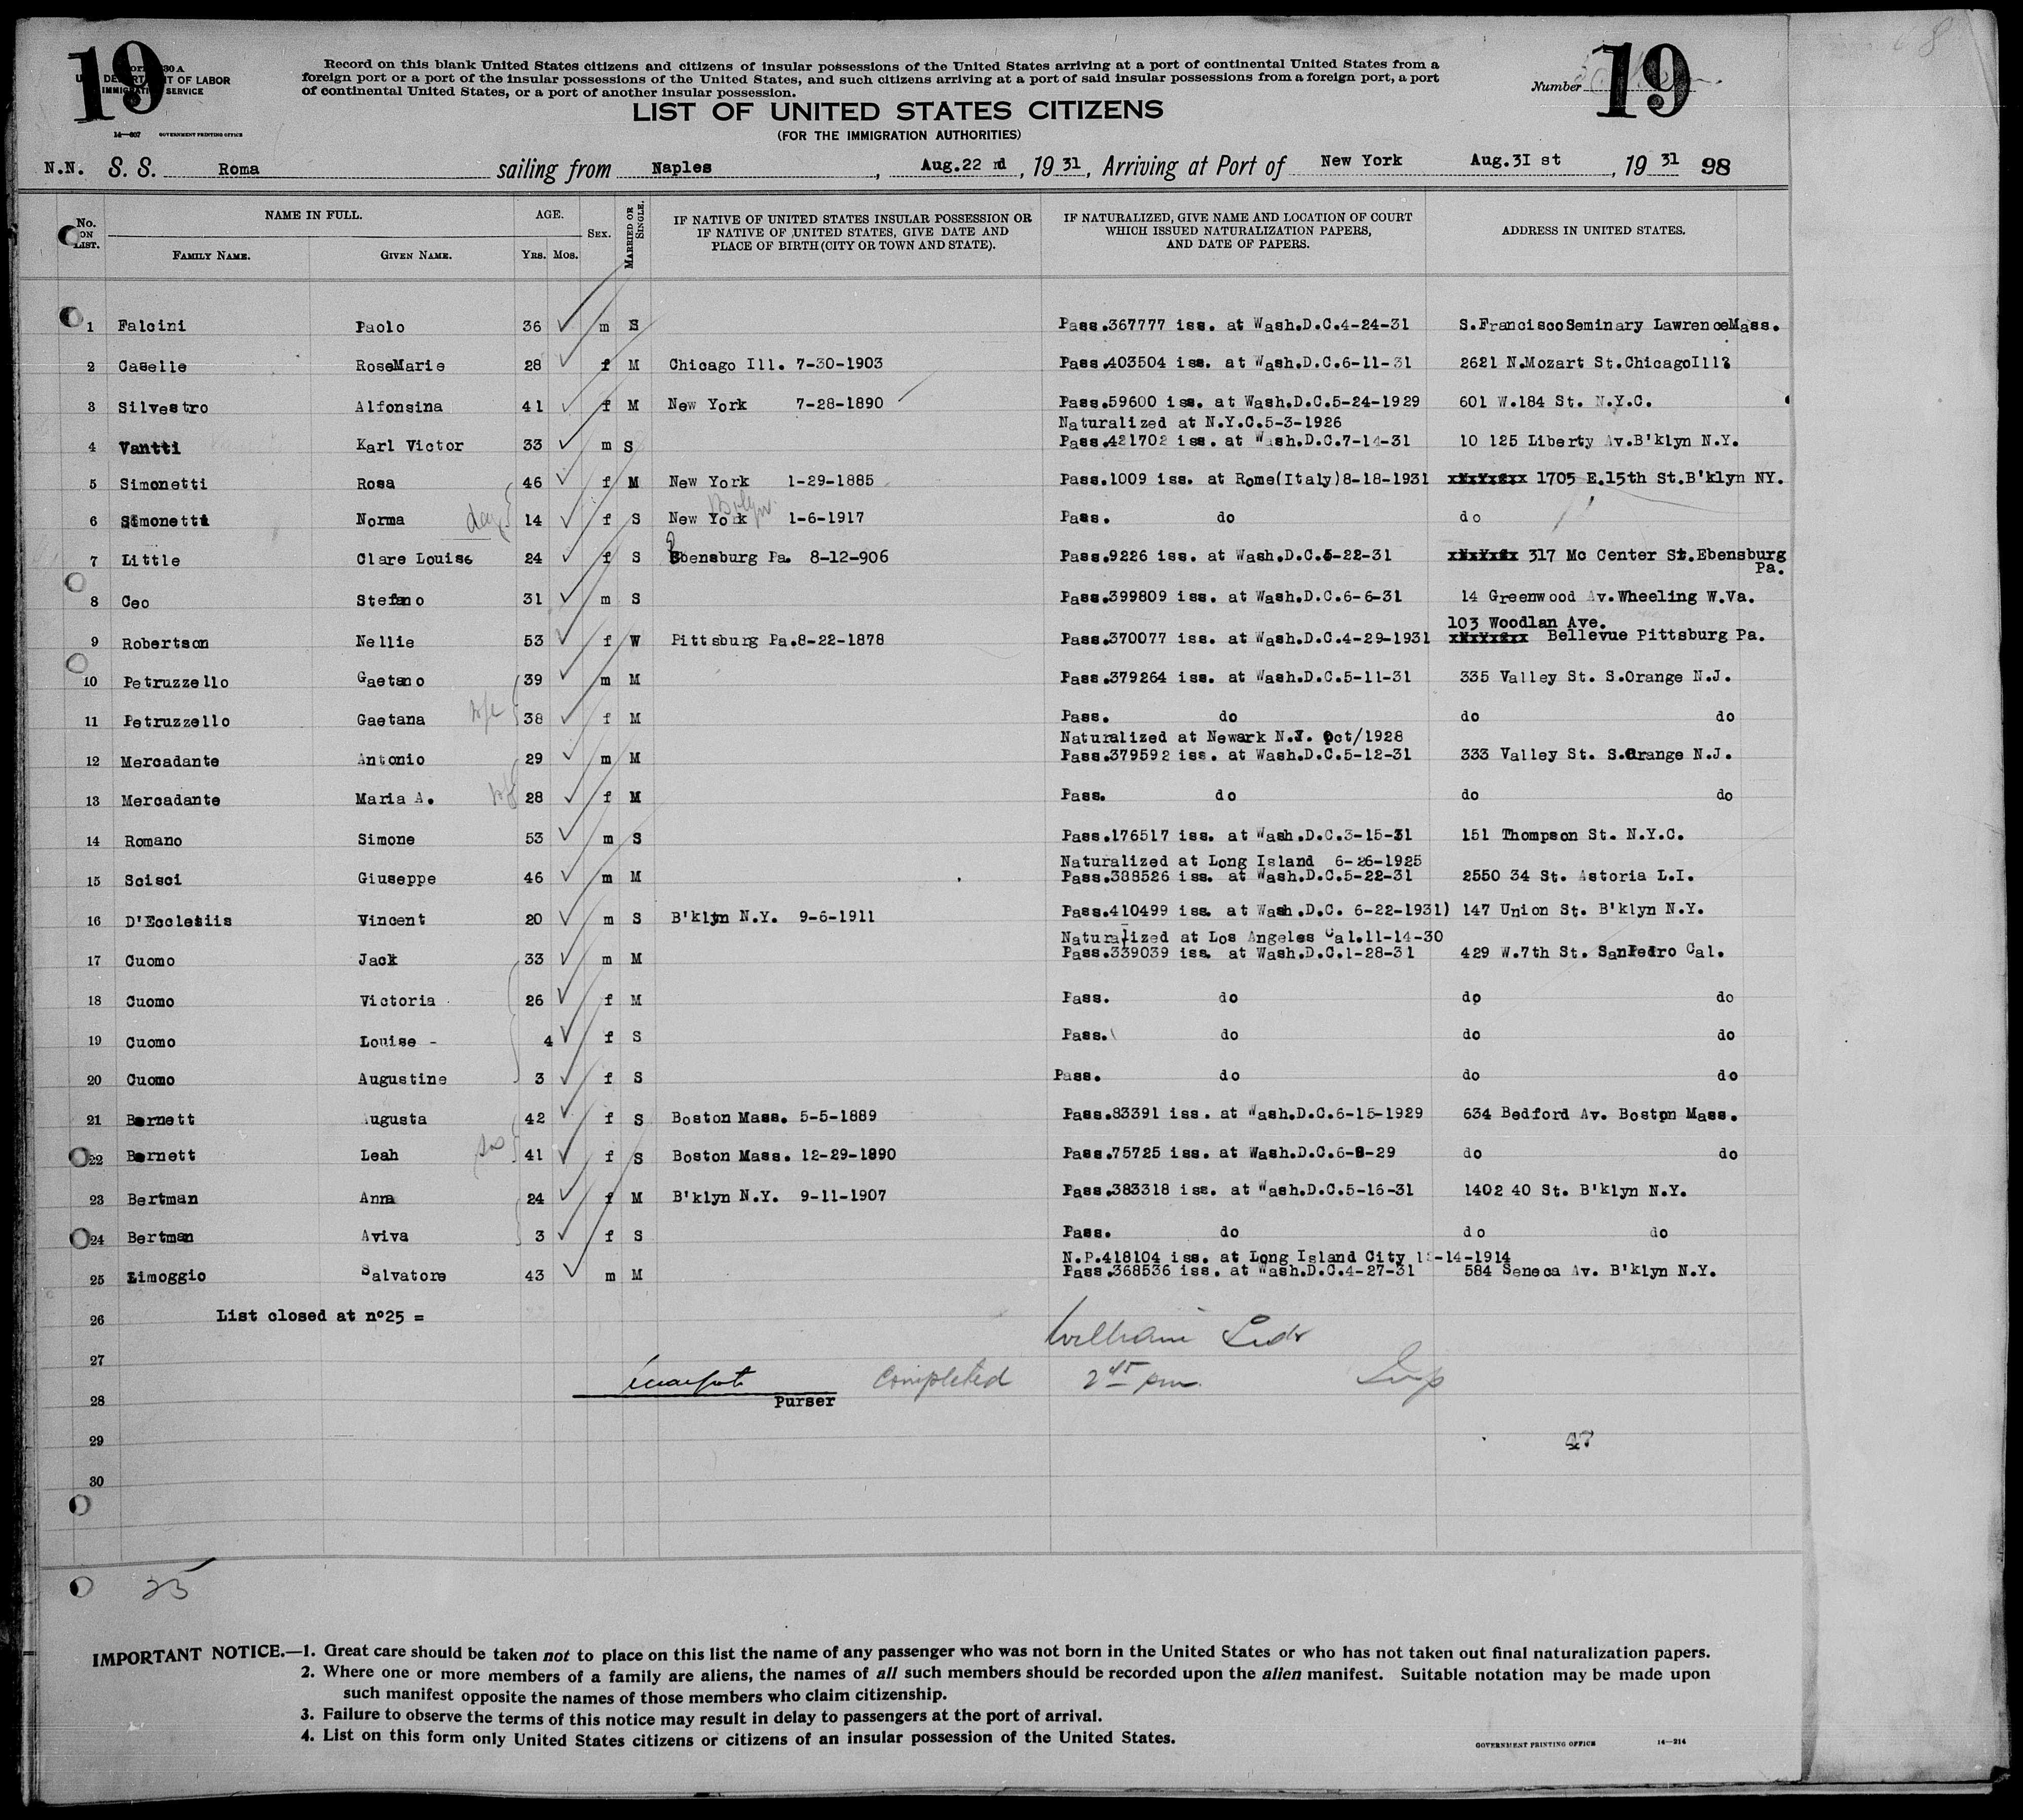 19
Form 630 A
U. S. DEPARTMENT OF LABOR
IMMIGRATION SERVICE
14—607 GOVERNMENT PRINTING OFFICE
Record on this blank United States citizens and citizens of insular possessions of the United States arriving at a port of continental United States from a
foreign port or a port of the insular possessions of the United States, and such citizens arriving at a port of said insular possessions from a foreign port, a port
of continental United States, or a port of another insular possession.
Number 19
LIST OF UNITED STATES CITIZENS
(FOR THE IMMIGRATION AUTHORITIES)
N.N. S. S. Roma sailing from Naples, Aug.22 nd, 1931, Arriving at Port of New York Aug.3I st, 1931 98
No. ON LIST. NAME IN FULL. FAMILY NAME. GIVEN NAME. AGE. YRS. MOS. SEX. MARRIED OR SINGLE. IF NATIVE OF UNITED STATES INSULAR POSSESSION OR IF NATIVE OF UNITED STATES, GIVE DATE AND PLACE OF BIRTH (CITY OR TOWN AND STATE). IF NATURALIZED, GIVE NAME AND LOCATION OF COURT WHICH ISSUED NATURALIZATION PAPERS, AND DATE OF PAPERS. ADDRESS IN UNITED STATES.
1 Falcini Paolo 36 m S Pass.367777 iss. at Wash.D.C.4-24-31 S.FranciscoSeminary LawrenceMass.
2 Caselle RoseMarie 28 f M Chicago Ill. 7-30-1903 Pass.403504 iss. at Wash.D.C.6-11-31 2621 N.Mozart St.ChicagoIll.
3 Silvestro Alfonsina 41 f M New York 7-28-1890 Pass.59600 iss. at Wash.D.C.5-24-1929 601 W.184 St. N.Y.C.
Naturalized at N.Y.C.5-3-1926
4 Vantti Karl Victor 33 m S Pass.421702 iss. at Wash.D.C.7-14-31 10 125 Liberty Av.B'klyn N.Y.
5 Simonetti Rosa 46 f M New York 1-29-1885 Pass.1009 iss. at Rome(Italy)8-18-1931 1705 E.15th St.B'klyn NY.
6 Simonetti Norma 14 f S New York 1-6-1917 Pass. do do
7 Little Clare Louise 24 f S Ebensburg Pa. 8-12-906 Pass.9226 iss. at Wash.D.C.5-22-31 317 Mc Center St.Ebensburg
Pa.
8 Ceo Stefano 31 m S Pass.399809 iss. at Wash.D.C.6-6-31 14 Greenwood Av.Wheeling W.Va.
103 Woodlan Ave.
9 Robertson Nellie 53 f W Pittsburg Pa.8-22-1878 Pass.370077 iss. at Wash.D.C.4-29-1931 Bellevue Pittsburg Pa.
10 Petruzzello Gaetano 39 m M Pass.379264 iss. at Wash.D.C.5-11-31 335 Valley St. S.Orange N.J.
11 Petruzzello Gaetana 38 f M Pass. do do do
Naturalized at Newark N.J. Oct/1928
12 Mercadante Antonio 29 m M Pass.379592 iss. at Wash.D.C.5-12-31 333 Valley St. S.Orange N.J.
13 Mercadante Maria A. 28 f M Pass. do do do
14 Romano Simone 53 m S Pass.176517 iss. at Wash.D.C.3-15-31 151 Thompson St. N.Y.C.
Naturalized at Long Island 6-26-1925
15 Scisci Giuseppe 46 m M Pass.388526 iss. at Wash.D.C.5-22-31 2550 34 St. Astoria L.I.
16 D'Ecclesiis Vincent 20 m S B'klyn N.Y. 9-6-1911 Pass.410499 iss. at Wash.D.C. 6-22-1931) 147 Union St. B'klyn N.Y.
Naturalized at Los Angeles Cal.11-14-30
17 Cuomo Jack 33 m M Pass.339039 iss. at Wash.D.C.1-28-31 429 W.7th St. SanPedro Cal.
18 Cuomo Victoria 26 f M Pass. do do do
19 Cuomo Louise - 4 f S Pass. do do do
20 Cuomo Augustine 3 f S Pass. do do do
21 Bernett Augusta 42 f S Boston Mass. 5-5-1889 Pass.83391 iss. at Wash.D.C.6-15-1929 634 Bedford Av. Boston Mass.
22 Bernett Leah 41 f S Boston Mass. 12-29-1890 Pass.75725 iss. at Wash.D.C.6-8-29 do do
23 Bertman Anna 24 f M B'klyn N.Y. 9-11-1907 Pass.383318 iss. at Wash.D.C.5-16-31 1402 40 St. B'klyn N.Y.
24 Bertman Aviva 3 f S Pass. do do do
N.P.418104 iss. at Long Island City -14-1914
25 Limoggio Salvatore 43 m M Pass.368536 iss. at Wash.D.C.4-27-31 584 Seneca Av. B'klyn N.Y.
26 List closed at n°25 =
William
27
Completed 2 45 pm. Insp
28 Purser
29 47
30
25
IMPORTANT NOTICE.—1. Great care should be taken not to place on this list the name of any passenger who was not born in the United States or who has not taken out final naturalization papers.
2. Where one or more members of a family are aliens, the names of all such members should be recorded upon the alien manifest. Suitable notation may be made upon
such manifest opposite the names of those members who claim citizenship.
3. Failure to observe the terms of this notice may result in delay to passengers at the port of arrival.
4. List on this form only United States citizens or citizens of an insular possession of the United States.
GOVERNMENT PRINTING OFFICE 14—214